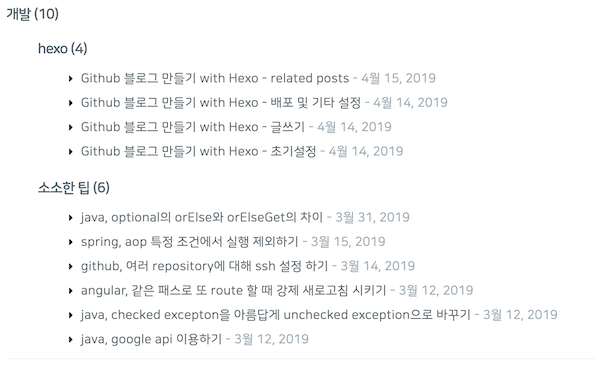 개발 (10)
hexo (4)
Github 블로그 만들기 with Hexo - related posts - 4월 15, 2019
Github 블로그 만들기 with Hexo - 배포 및 기타 설정 - 4월 14, 2019
Github 블로그 만들기 with Hexo - 글쓰기 - 4월 14, 2019
Github 블로그 만들기 with Hexo - 초기설정 - 4월 14, 2019
소소한 팁 (6)
java, optional의 orElse와 orElseGet의 차이 - 3월 31, 2019
spring, aop 특정 조건에서 실행 제외하기 - 3월 15, 2019
github, 여러 repository에 대해 ssh 설정 하기 - 3월 14, 2019
angular, 같은 패스로 또 route 할 때 강제 새로고침 시키기 - 3월 12, 2019
java, checked excepton을 아름답게 unchecked exception으로 바꾸기 - 3월 12, 2019
java, google api 이용하기 - 3월 12, 2019